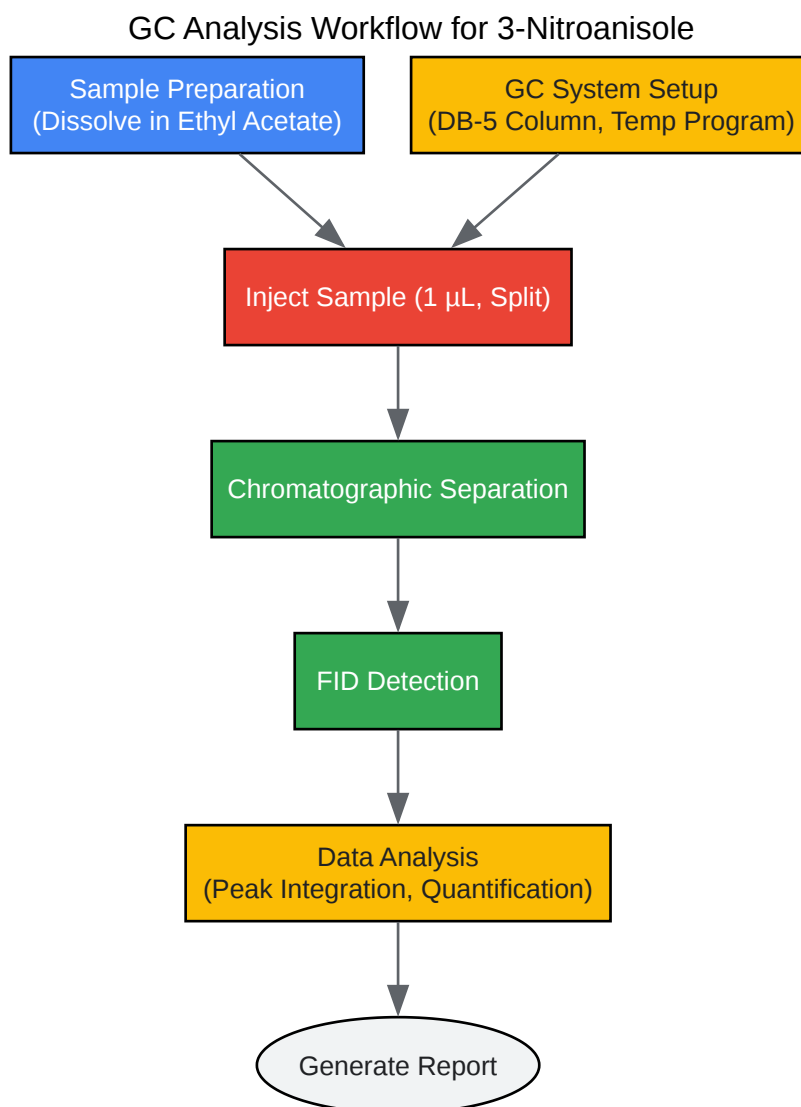 GC Analysis Workflow for 3-Nitroanisole
Sample Preparation
(Dissolve in Ethyl Acetate)
GC System Setup
(DB-5 Column, Temp Program)
Inject Sample (1 µL, Split)
Chromatographic Separation
FID Detection
Data Analysis
(Peak Integration, Quantification)
Generate Report